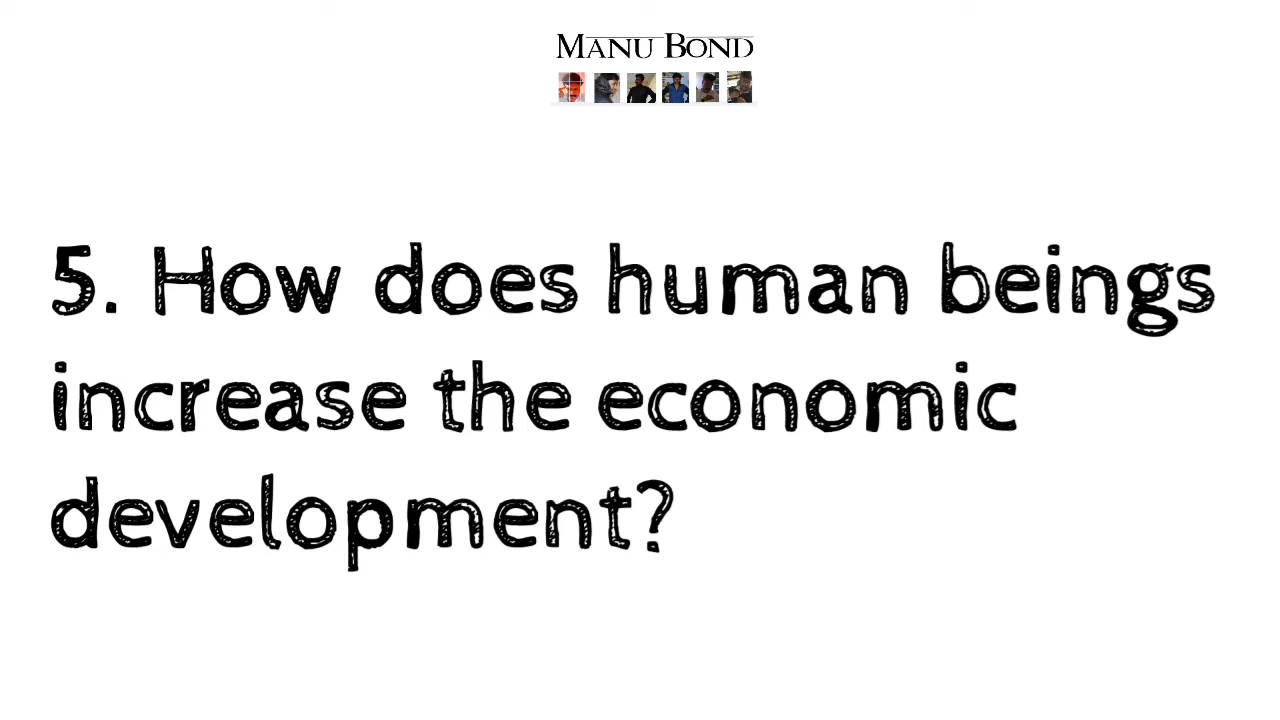 MANU BOND
5. How does human beings
increase the economic
development?